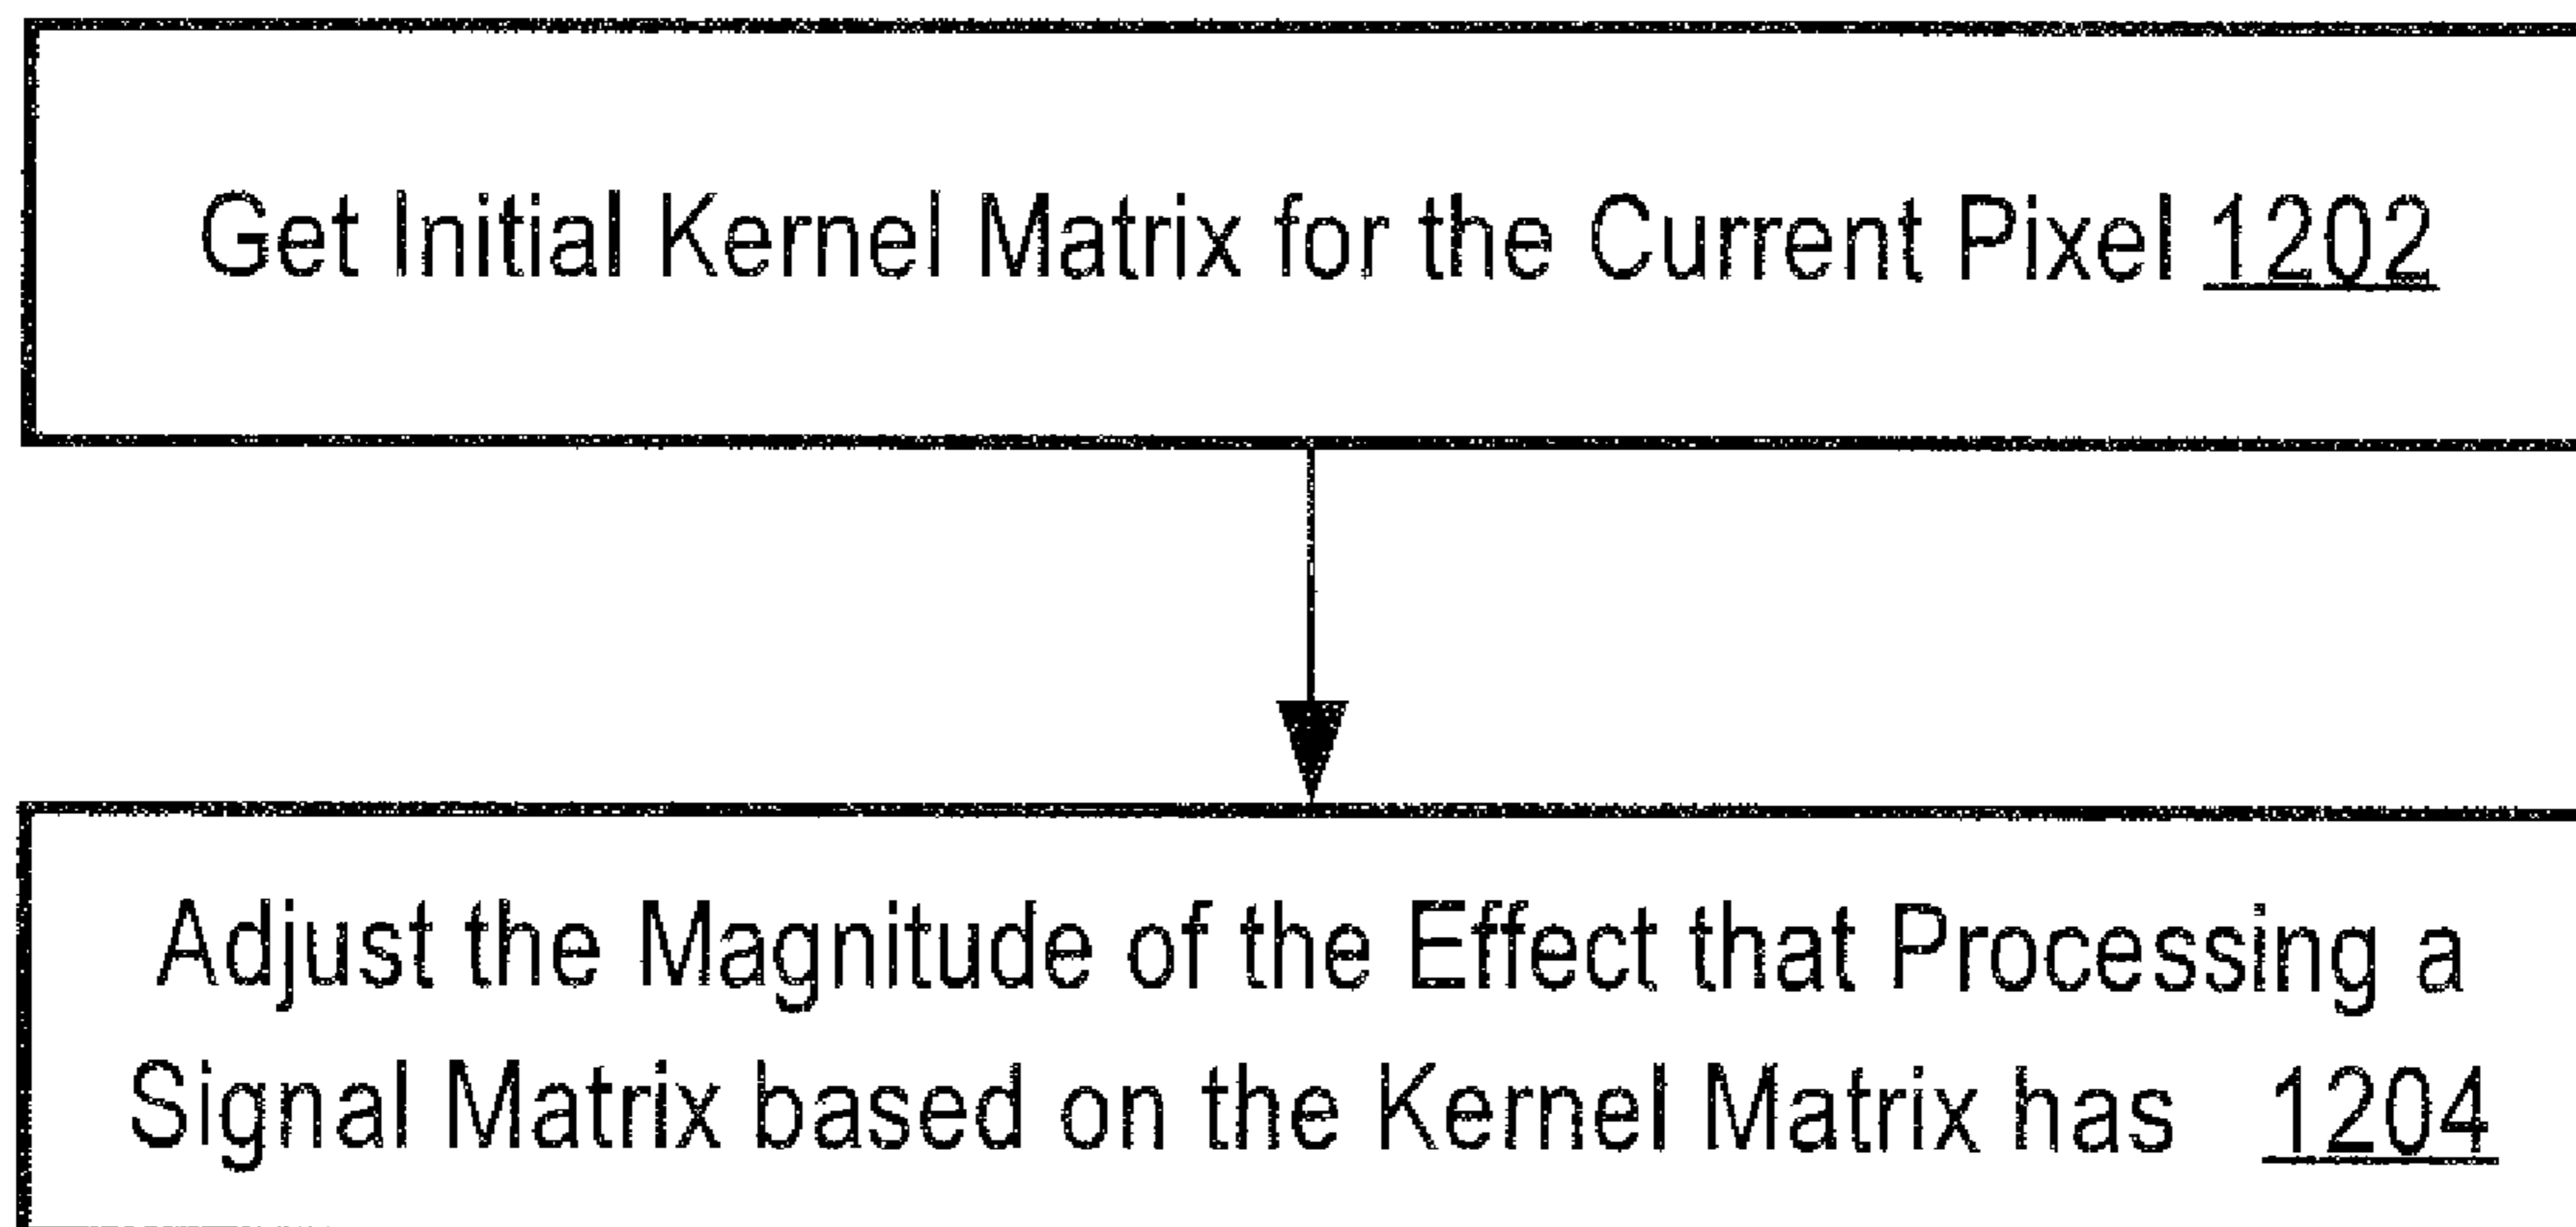 Get Initial Kernel Matrix for the Current Pixel 1202
Adjust the Magnitude of the Effect that Processing a
Signal Matrix based on the Kernel Matrix has 1204